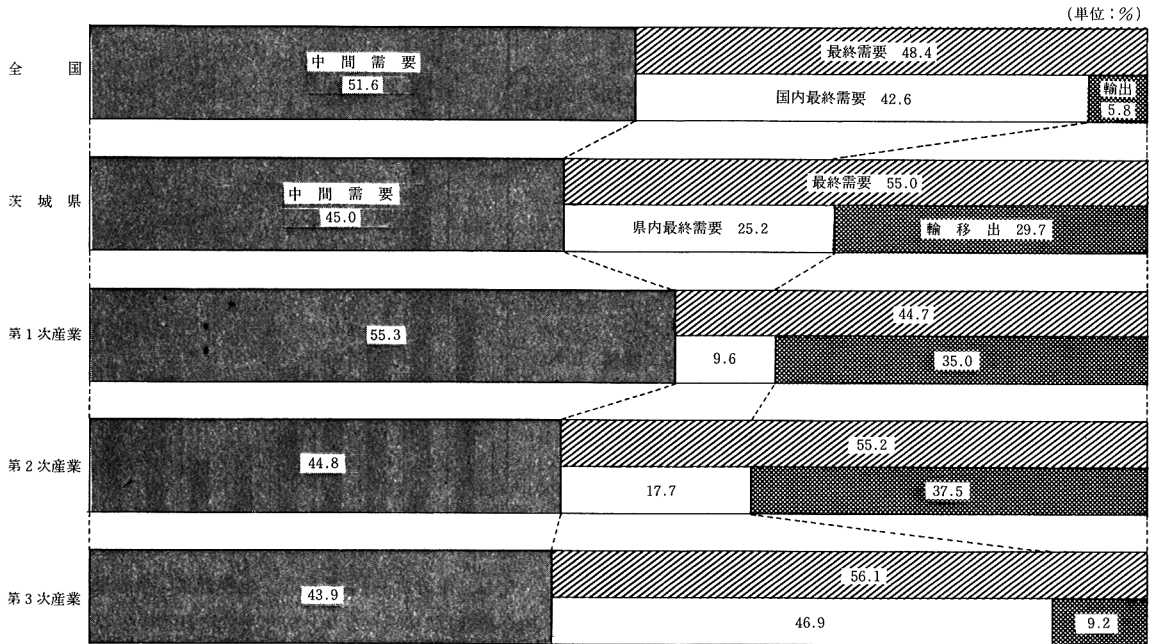 (単位:%)
全国
中間需要
51.6
最終需要 48.4
国内最終需要 42.6
輸出
5.8
茨城県
中間需要
45.0
最終需要 55.0
県内最終需要 25.2
輸移出 29.7
第1次産業
55.3
44.7
9.6
35.0
第2次産業
44.8
55.2
17.7
37.5
第3次産業
43.9
56.1
46.9
9.2